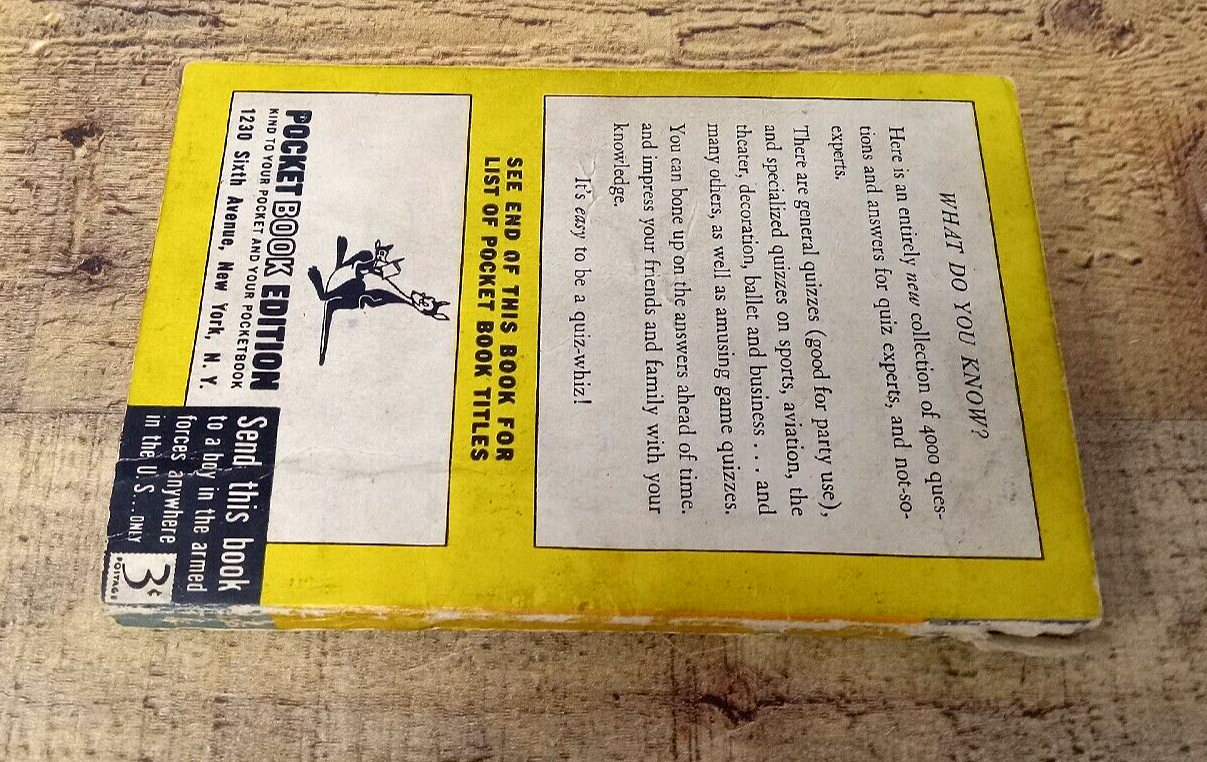 WHAT DO YOU KNOW?
Here is an entirely new collection of 4000 ques-
tions and answers for quiz experts, and not-so-
experts.
There are general quizzes (good for party use),
and specialized quizzes on sports, aviation, the
theater, decoration, ballet and business . . . and
many others, as well as amusing game quizzes.
You can bone up on the answers ahead of time.
and impress your friends and family with your
knowledge.
It's easy to be a quiz-whiz!
SEE END OF THIS BOOK FOR
LIST OF POCKET BOOK TITLES
POCKET BOOK EDITION
KIND TO YOUR POCKET AND YOUR POCKETBOOK
1230 Sixth Avenue, New York, N. Y.
Send this book
to a boy in the armed
forces anywhere
in the U.S... ONLY
3¢
POSTAGE